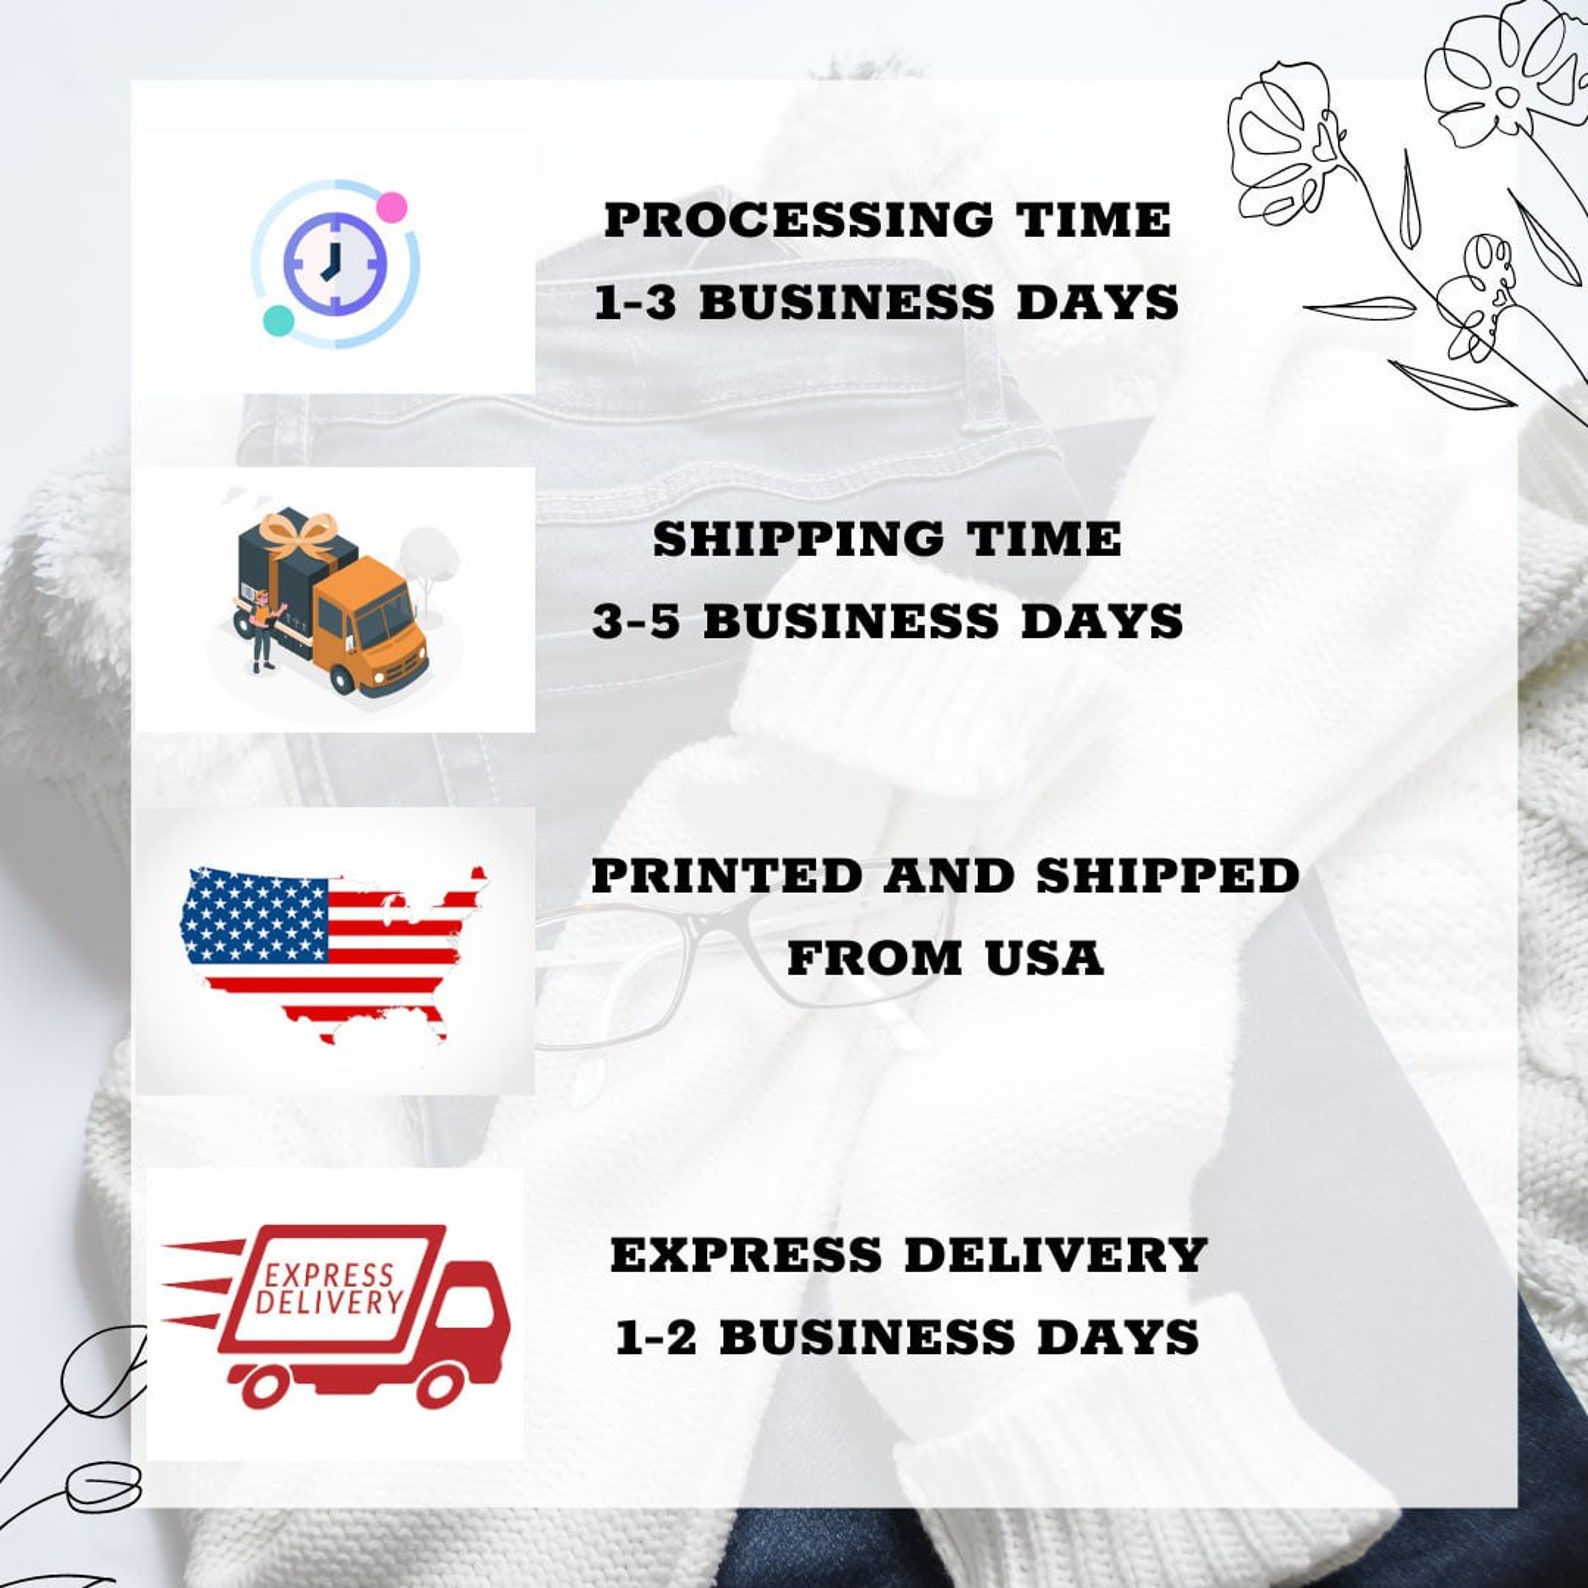 PROCESSING TIME
1-3 BUSINESS DAYS
SHIPPING TIME
3-5 BUSINESS DAYS
PRINTED AND SHIPPED
FROM USA
EXPRESS
DELIVERY
EXPRESS DELIVERY
1-2 BUSINESS DAYS